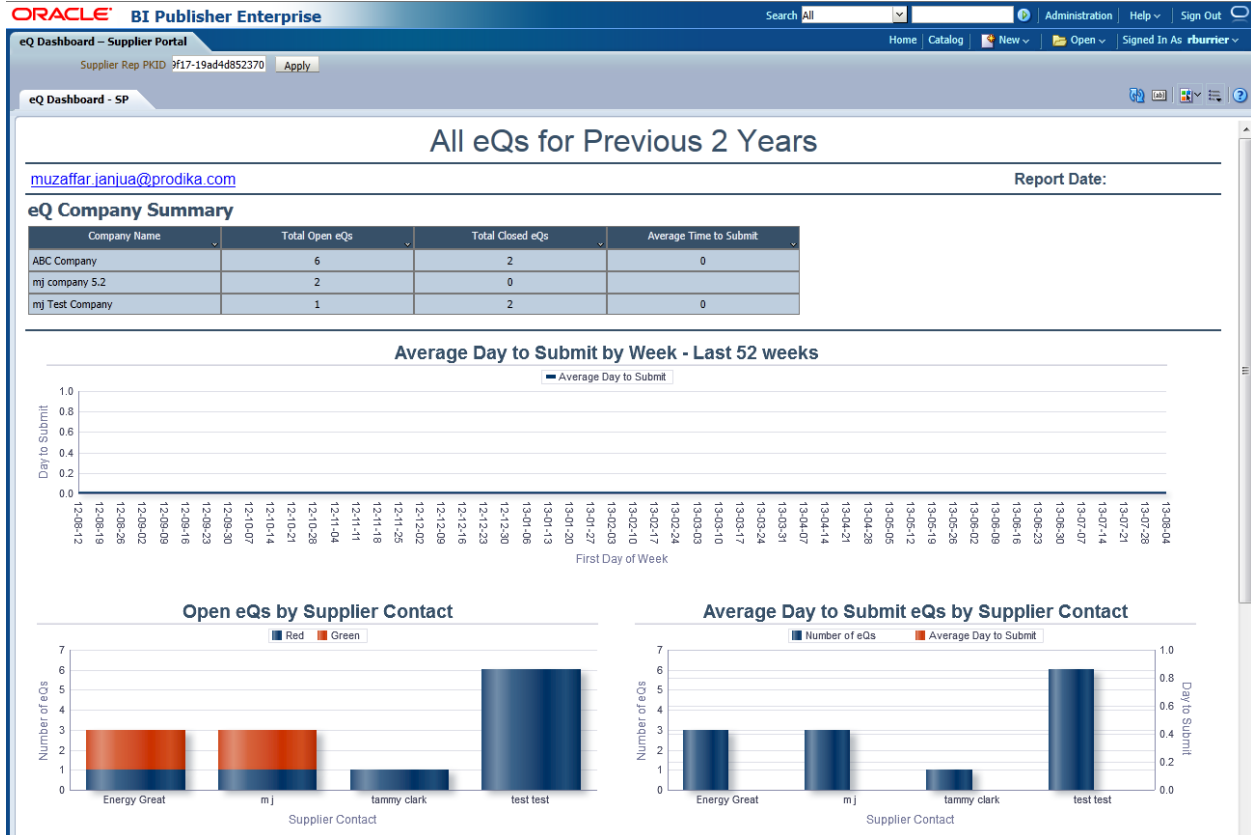 ORACLE BI Publisher Enterprise Search All Administration Help Sign Out
eQ Dashboard – Supplier Portal Home Catalog New Open Signed In As rburrier
Supplier Rep PKID 9f17-19ad4d852370 Apply
eQ Dashboard - SP
All eQs for Previous 2 Years
muzaffar.janjua@prodika.com Report Date:
eQ Company Summary
Company Name Total Open eQs Total Closed eQs Average Time to Submit
ABC Company 6 2 0
mj company 5.2 2 0
mj Test Company 1 2 0
Average Day to Submit by Week - Last 52 weeks
Average Day to Submit
Day to Submit
1.0
0.8
0.6
0.4
0.2
0.0
12-08-12 12-08-19 12-08-26 12-09-02 12-09-09 12-09-16 12-09-23 12-09-30 12-10-07 12-10-14 12-10-21 12-10-28 12-11-04 12-11-11 12-11-18 12-11-25 12-12-02 12-12-09 12-12-16 12-12-23 12-12-30 13-01-06 13-01-13 13-01-20 13-01-27 13-02-03 13-02-10 13-02-17 13-02-24 13-03-03 13-03-10 13-03-17 13-03-24 13-03-31 13-04-07 13-04-14 13-04-21 13-04-28 13-05-05 13-05-12 13-05-19 13-05-26 13-06-02 13-06-09 13-06-16 13-06-23 13-06-30 13-07-07 13-07-14 13-07-21 13-07-28 13-08-04
First Day of Week
Open eQs by Supplier Contact
Red Green
Number of eQs
7
6
5
4
3
2
1
0
Energy Great m j tammy clark test test
Supplier Contact
Average Day to Submit eQs by Supplier Contact
Number of eQs Average Day to Submit
Number of eQs
7
6
5
4
3
2
1
0
1.0
0.8
0.6
0.4
0.2
0.0
Day to Submit
Energy Great m j tammy clark test test
Supplier Contact